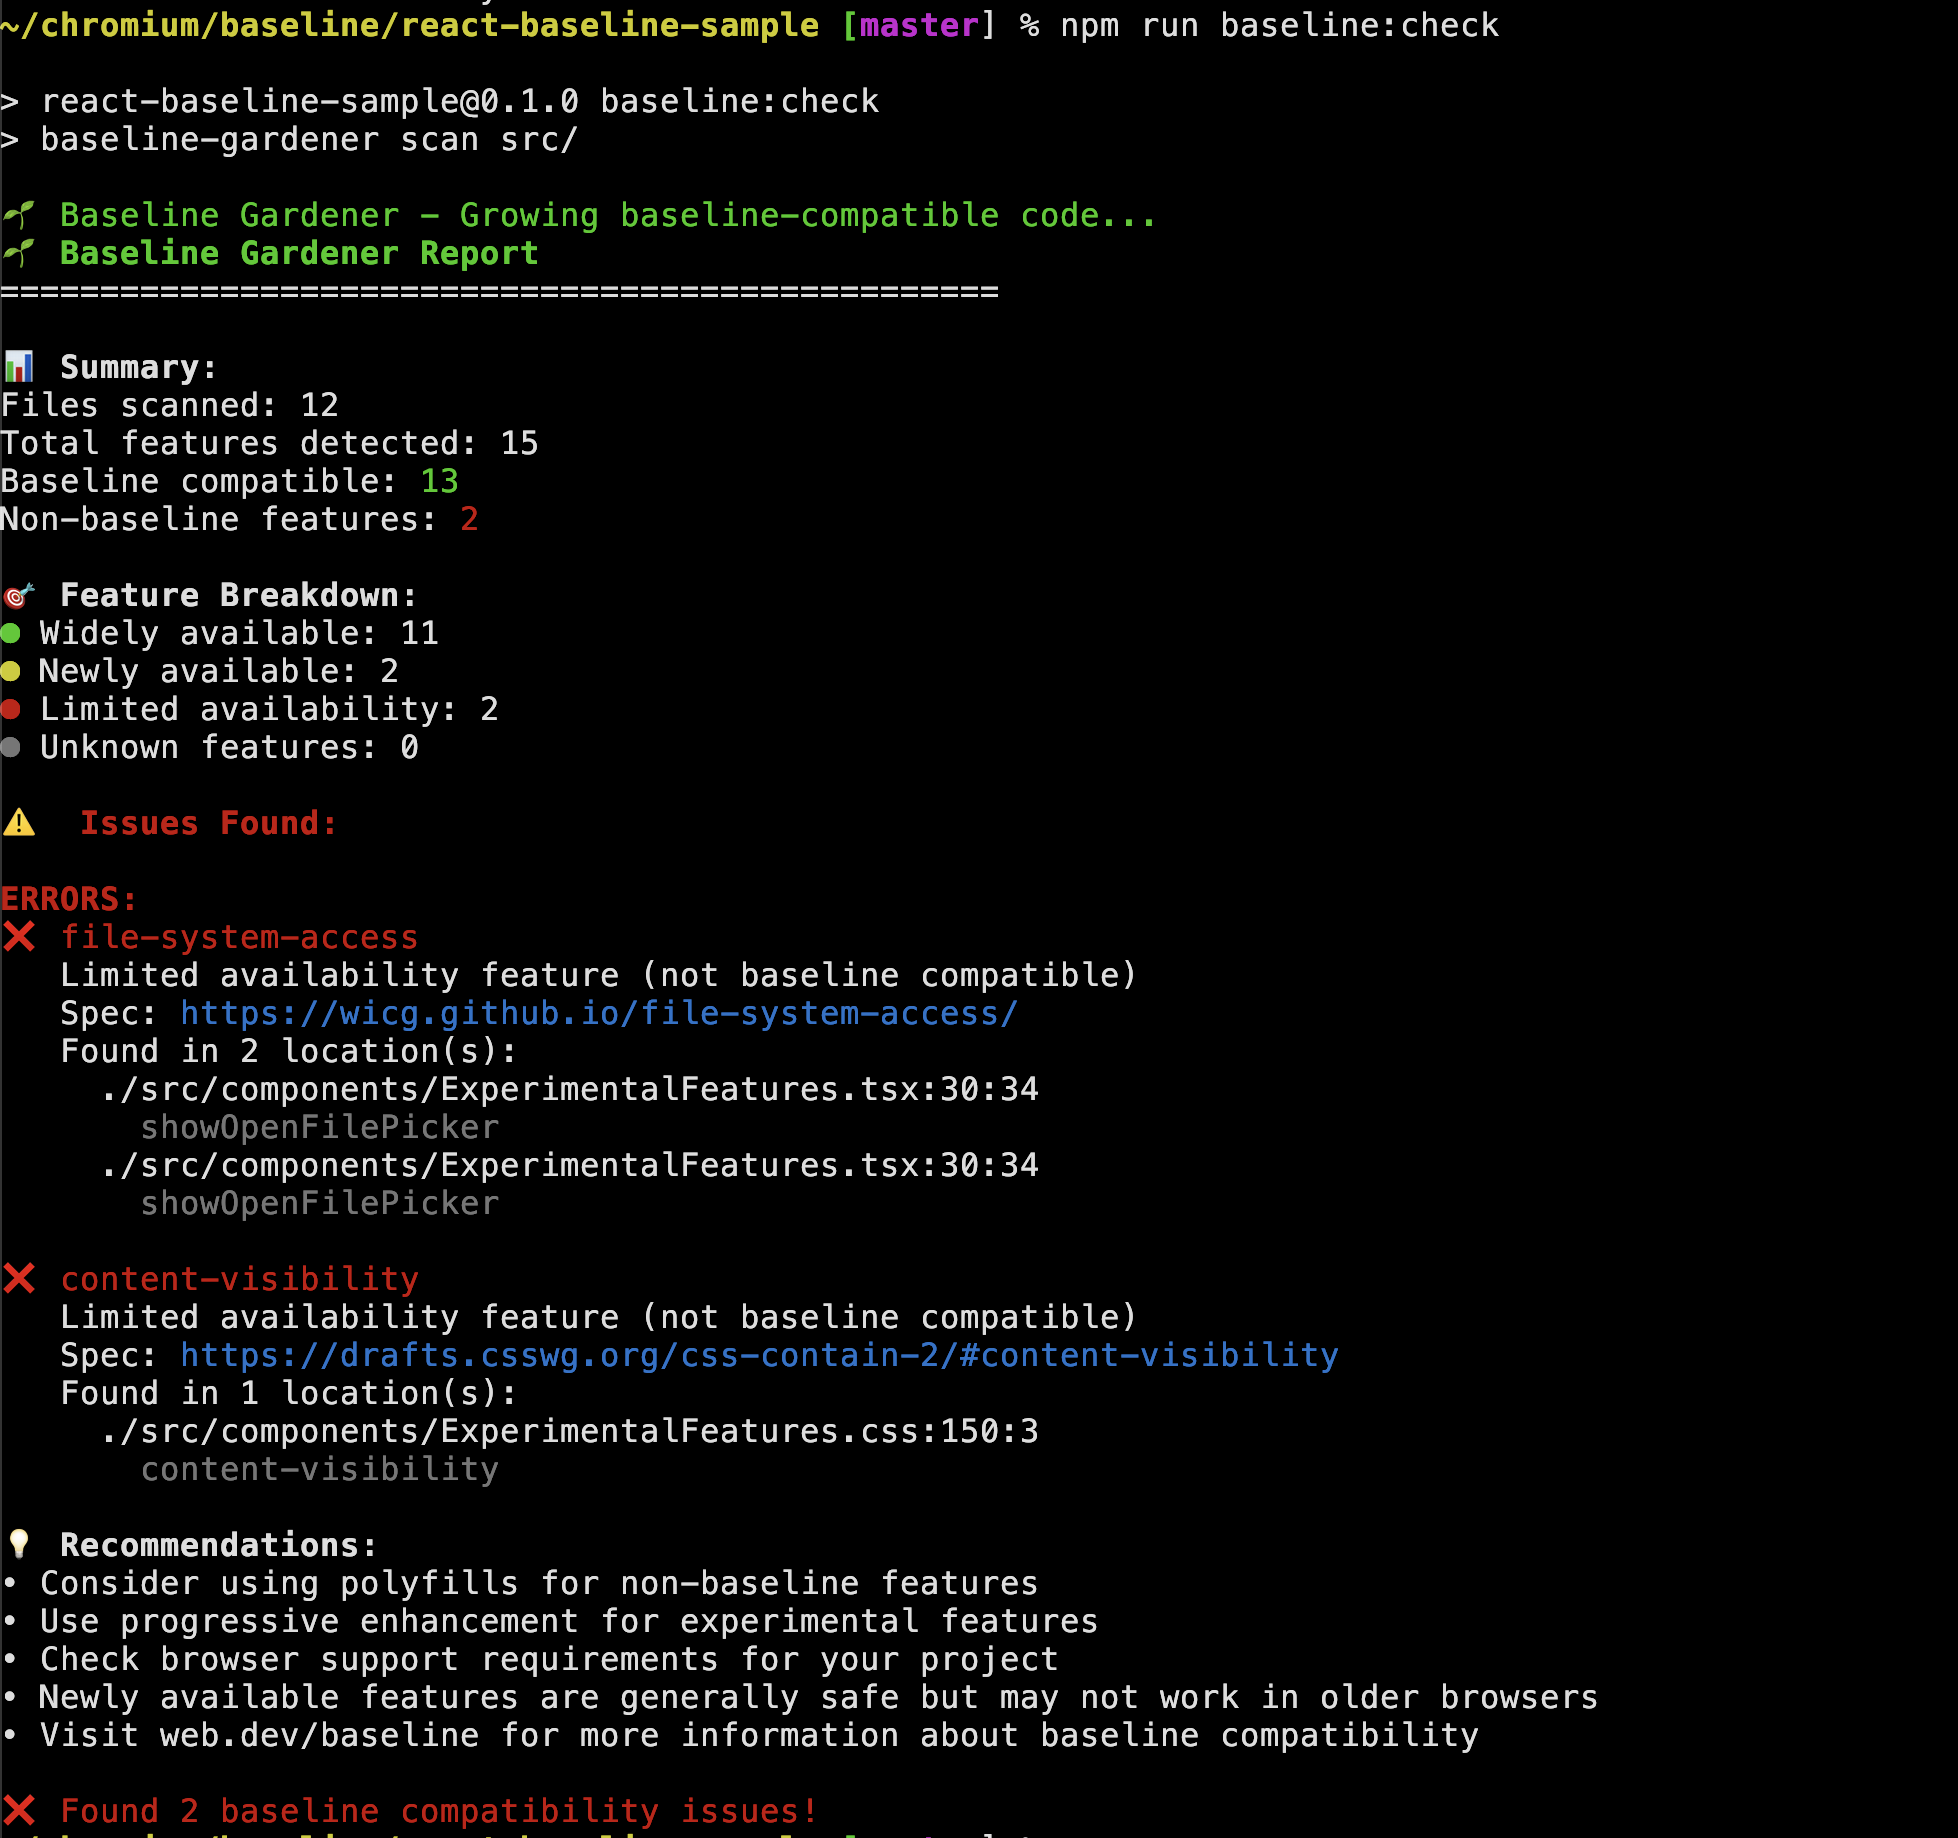 ~/chromium/baseline/react-baseline-sample [master] % npm run baseline:check
> react-baseline-sample@0.1.0 baseline:check
> baseline-gardener scan src/
Baseline Gardener - Growing baseline-compatible code...
Baseline Gardener Report
==================================================
Summary:
Files scanned: 12
Total features detected: 15
Baseline compatible: 13
Non-baseline features: 2
Feature Breakdown:
Widely available: 11
Newly available: 2
Limited availability: 2
Unknown features: 0
Issues Found:
ERRORS:
❌ file-system-access
Limited availability feature (not baseline compatible)
Spec: https://wicg.github.io/file-system-access/
Found in 2 location(s):
./src/components/ExperimentalFeatures.tsx:30:34
showOpenFilePicker
./src/components/ExperimentalFeatures.tsx:30:34
showOpenFilePicker
❌ content-visibility
Limited availability feature (not baseline compatible)
Spec: https://drafts.csswg.org/css-contain-2/#content-visibility
Found in 1 location(s):
./src/components/ExperimentalFeatures.css:150:3
content-visibility
Recommendations:
• Consider using polyfills for non-baseline features
• Use progressive enhancement for experimental features
• Check browser support requirements for your project
• Newly available features are generally safe but may not work in older browsers
• Visit web.dev/baseline for more information about baseline compatibility
❌ Found 2 baseline compatibility issues!